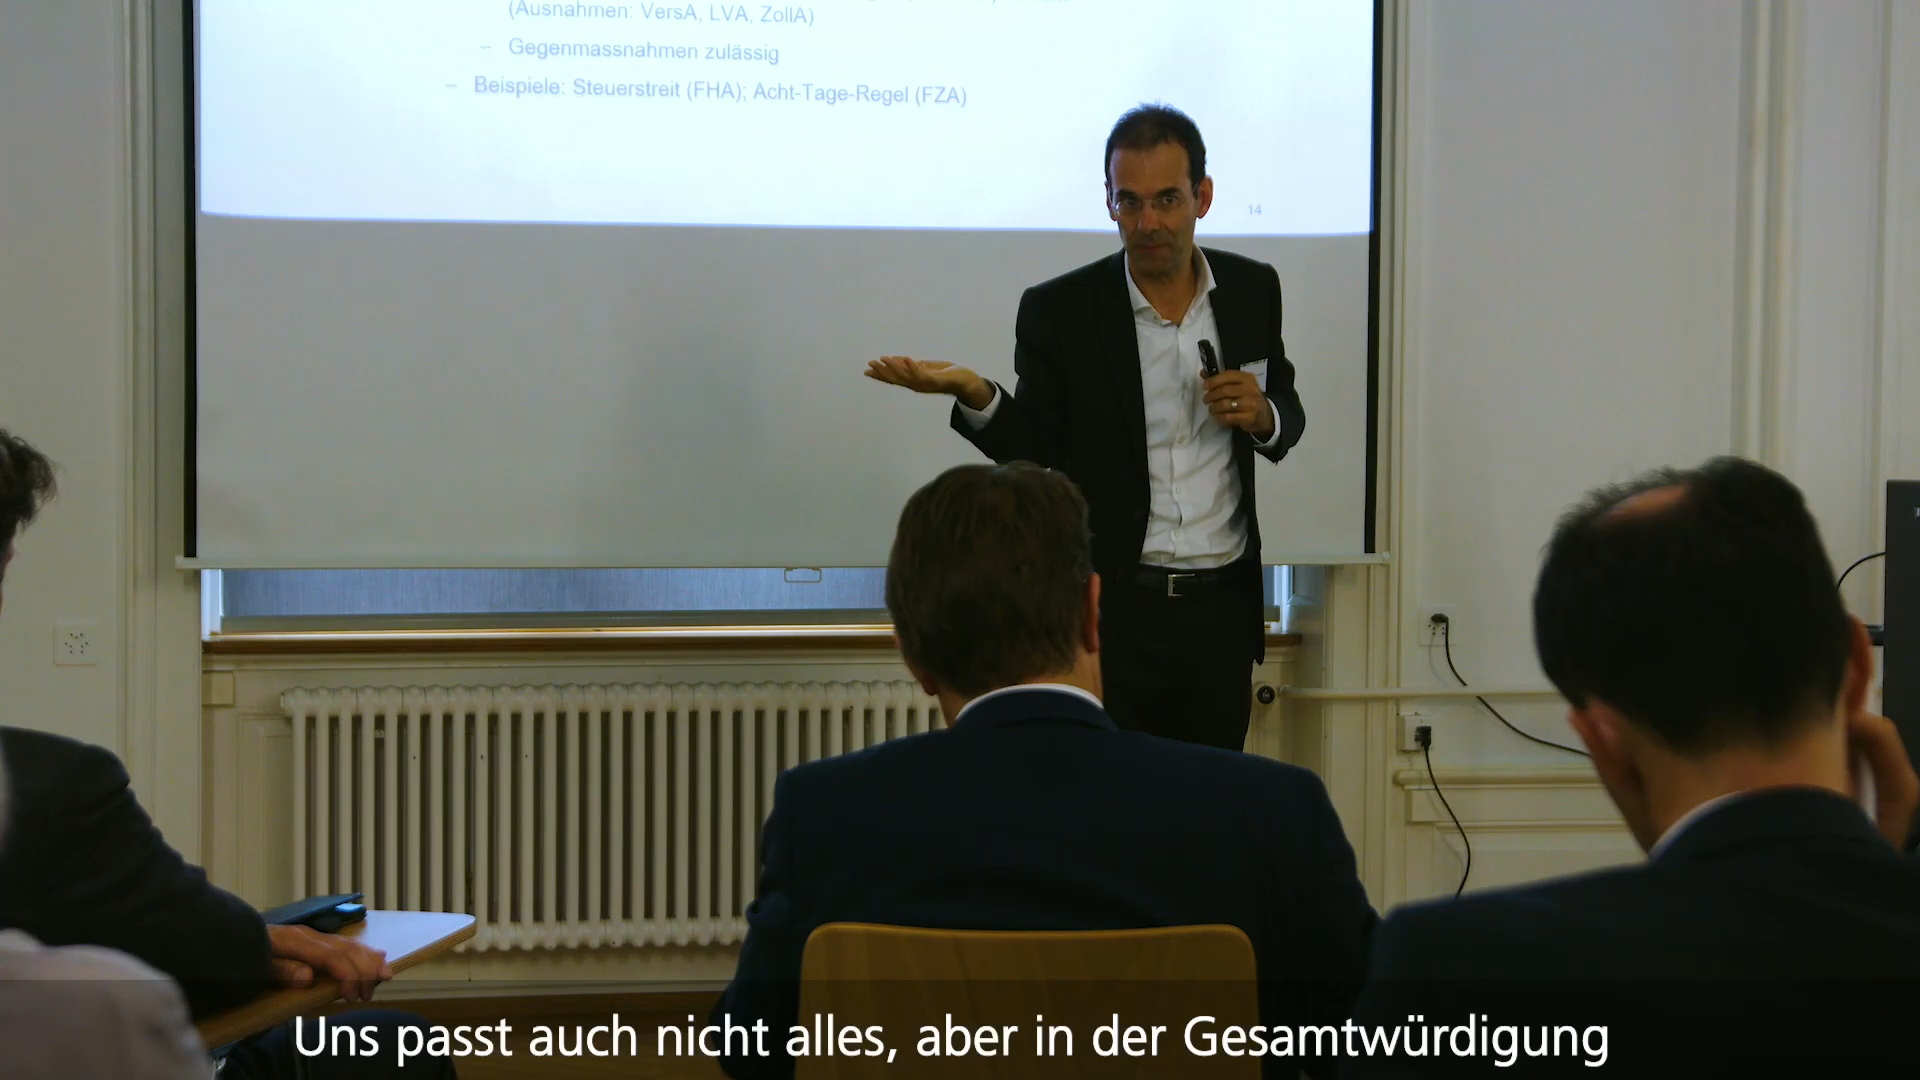 (Ausnahmen: VersA, LVA, ZollA)
– Gegenmassnahmen zulässig
– Beispiele: Steuerstreit (FHA); Acht-Tage-Regel (FZA)
14
Uns passt auch nicht alles, aber in der Gesamtwürdigung